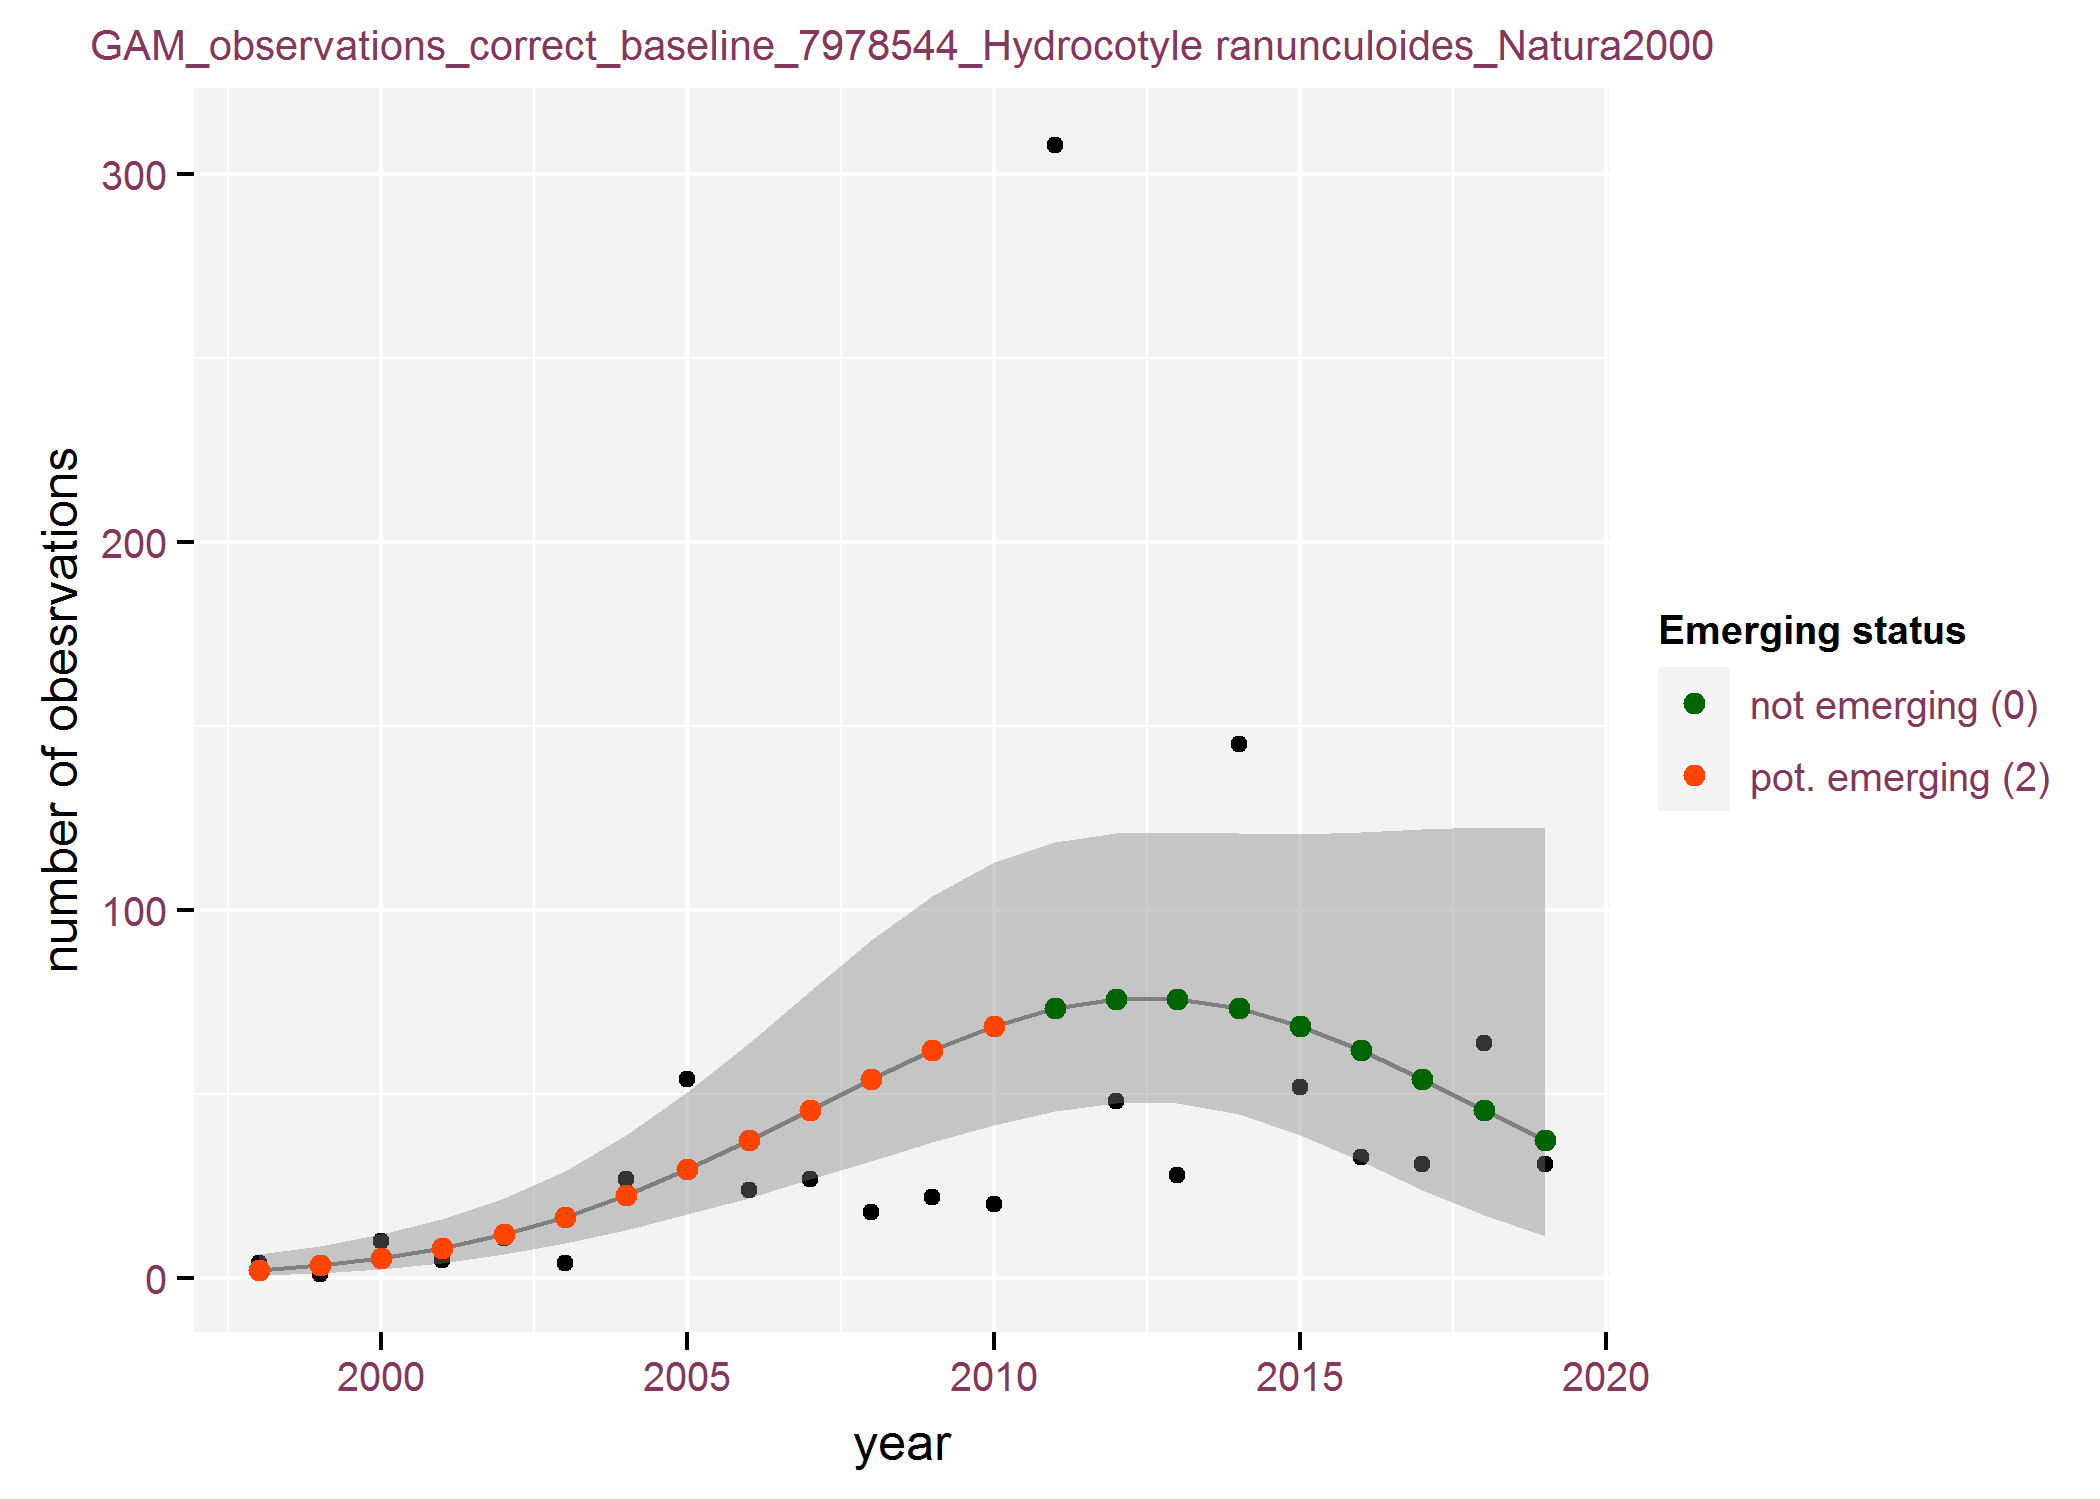 GAM_observations_correct_baseline_7978544_Hydrocotyle ranunculoides_Natura2000
300
200
100
0
number of obesrvations
2000
2005
2010
2015
2020
year
Emerging status
not emerging (0)
pot. emerging (2)